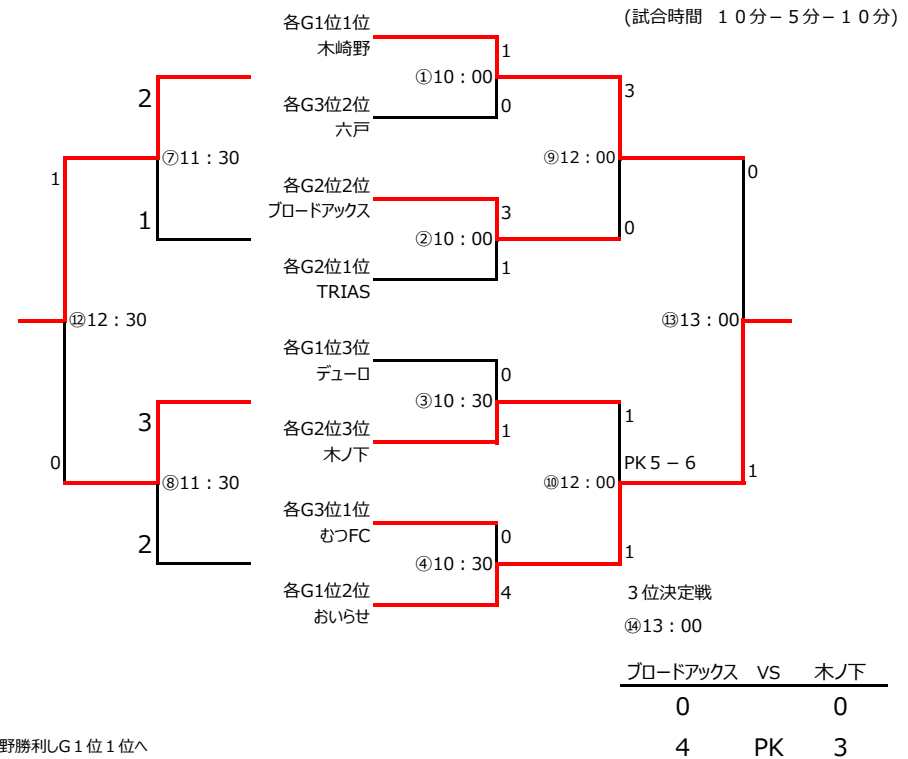 (試合時間 １０分－５分－１０分)
各G1位1位
木崎野
1
①10：00
0
各G3位2位
六戸
3
2
⑦11：30
1
1
⑨12：00
0
各G2位2位
ブロードアックス
3
②10：00
1
0
各G2位1位
TRIAS
⑫12：30
⑬13：00
各G1位3位
デューロ
0
③10：30
1
各G2位3位
木ノ下
1
3
0
⑧11：30
2
PK５－６
⑩12：00
1
1
各G3位1位
むつFC
0
④10：30
4
各G1位2位
おいらせ
３位決定戦
⑭13：00
ブロードアックス VS 木ノ下
0 0
4 PK 3
野勝利しG１位１位へ